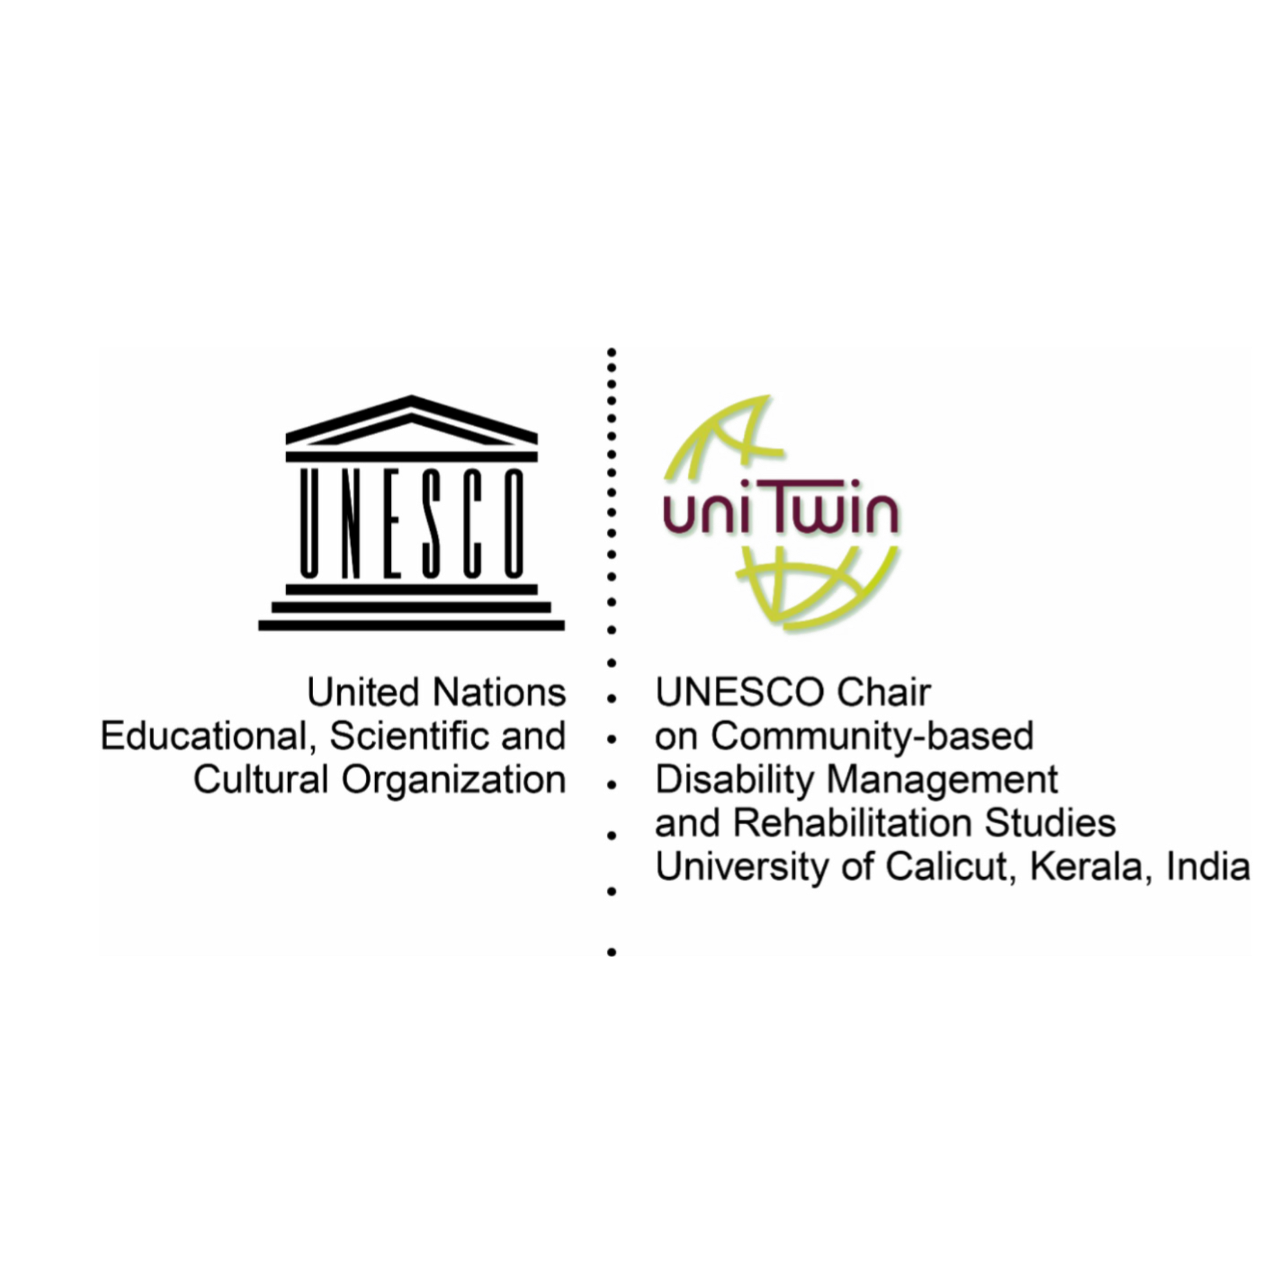 UNESCO
United Nations
Educational, Scientific and
Cultural Organization
uniTwin
UNESCO Chair
on Community-based
Disability Management
and Rehabilitation Studies
University of Calicut, Kerala, India